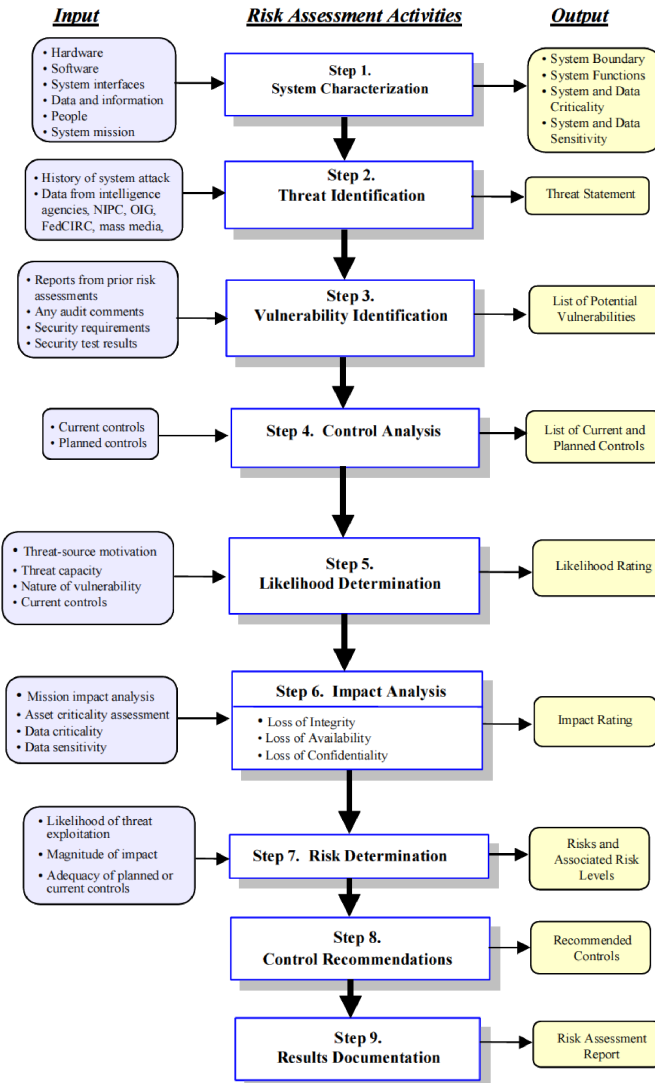 Input Risk Assessment Activities Output
• Hardware
• Software
• System interfaces
• Data and information
• People
• System mission
Step 1.
System Characterization
• System Boundary
• System Functions
• System and Data
Criticality
• System and Data
Sensitivity
• History of system attack
• Data from intelligence
agencies, NIPC, OIG,
FedCIRC, mass media,
Step 2.
Threat Identification
Threat Statement
• Reports from prior risk
assessments
• Any audit comments
• Security requirements
• Security test results
Step 3.
Vulnerability Identification
List of Potential
Vulnerabilities
• Current controls
• Planned controls
Step 4. Control Analysis
List of Current and
Planned Controls
• Threat-source motivation
• Threat capacity
• Nature of vulnerability
• Current controls
Step 5.
Likelihood Determination
Likelihood Rating
• Mission impact analysis
• Asset criticality assessment
• Data criticality
• Data sensitivity
Step 6. Impact Analysis
• Loss of Integrity
• Loss of Availability
• Loss of Confidentiality
Impact Rating
• Likelihood of threat
exploitation
• Magnitude of impact
• Adequacy of planned or
current controls
Step 7. Risk Determination
Risks and
Associated Risk
Levels
Step 8.
Control Recommendations
Recommended
Controls
Step 9.
Results Documentation
Risk Assessment
Report